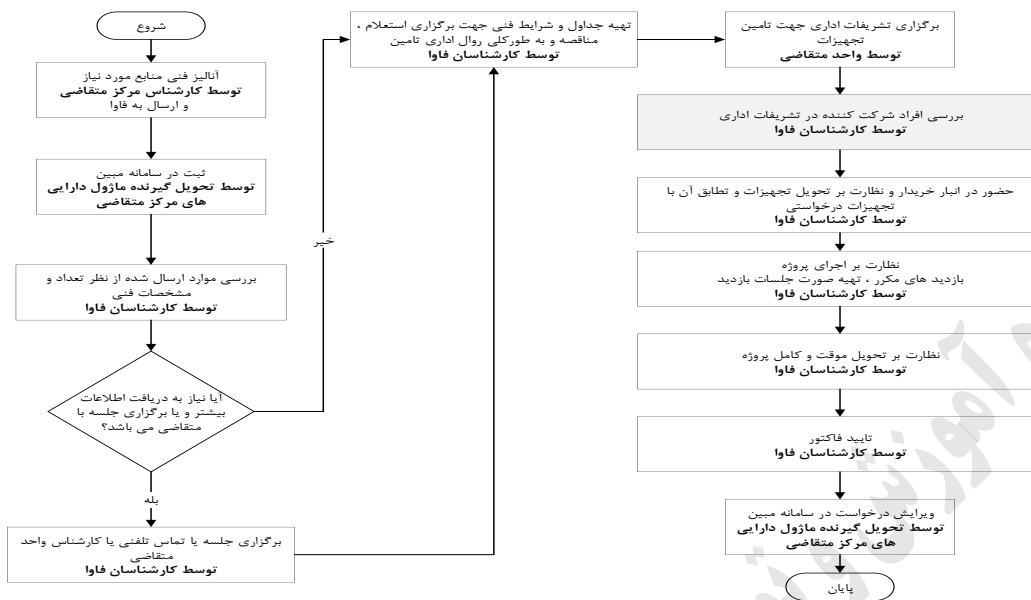 شروع
آنالیز فنی منابع مورد نیاز
توسط کارشناس مرکز متقاضی
و ارسال به فاوا
ثبت در سامانه مبین
توسط تحویل گیرنده ماژول دارایی
های مرکز متقاضی
بررسی موارد ارسال شده از نظر تعداد و
مشخصات فنی
توسط کارشناسان فاوا
آیا نیاز به دریافت اطلاعات
بیشتر و یا برگزاری جلسه با
متقاضی می باشد؟
خیر
بله
برگزاری جلسه یا تماس تلفنی یا کارشناس واحد
متقاضی
توسط کارشناسان فاوا
تهیه جداول و شرایط فنی جهت برگزاری استعلام ،
مناقصه و به طورکلی روال اداری تامین
توسط کارشناسان فاوا
برگزاری تشریفات اداری جهت تامین
تجهیزات
توسط واحد متقاضی
بررسی افراد شرکت کننده در تشریفات اداری
توسط کارشناسان فاوا
حضور در انبار خریدار و نظارت بر تحویل تجهیزات و تطابق آن با
تجهیزات درخواستی
توسط کارشناسان فاوا
نظارت بر اجرای پروژه
بازدید های مکرر ، تهیه صورت جلسات بازدید
توسط کارشناسان فاوا
نظارت بر تحویل موقت و کامل پروژه
توسط کارشناسان فاوا
تایید فاکتور
توسط کارشناسان فاوا
ویرایش درخواست در سامانه مبین
توسط تحویل گیرنده ماژول دارایی
های مرکز متقاضی
پایان
آموزش و